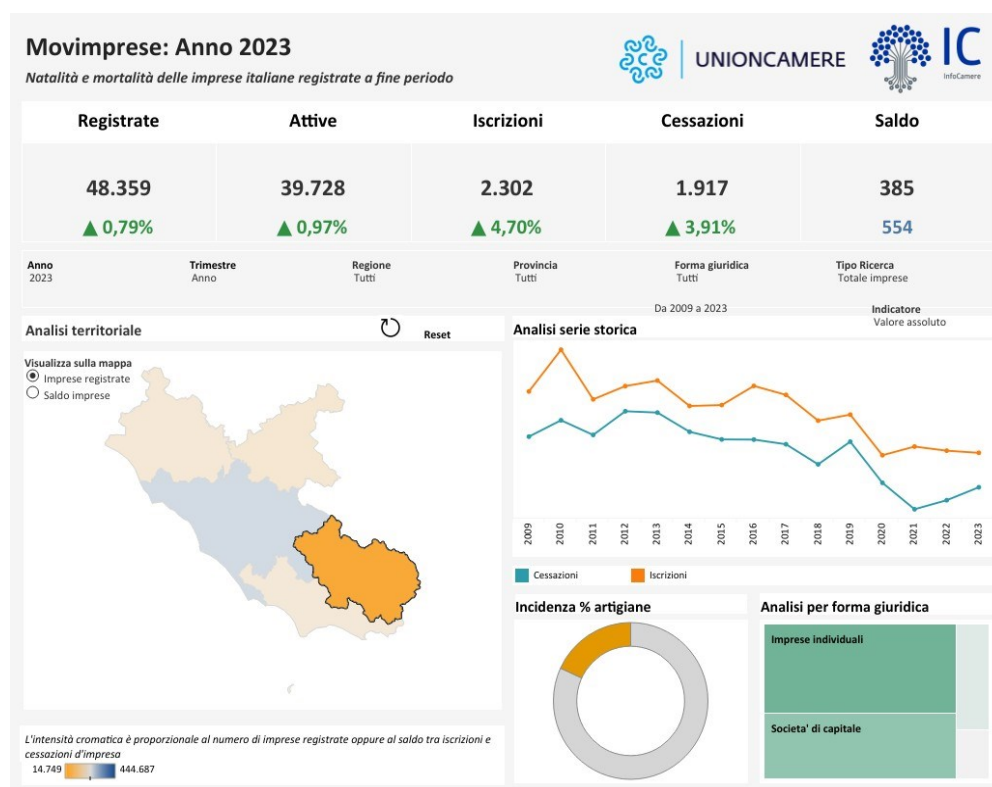 Movimprese: Anno 2023
Natalità e mortalità delle imprese italiane registrate a fine periodo
UNIONCAMERE
IC
InfoCamere
Registrate Attive Iscrizioni Cessazioni Saldo
48.359 39.728 2.302 1.917 385
▲ 0,79% ▲ 0,97% ▲ 4,70% ▲ 3,91% 554
Anno Trimestre Regione Provincia Forma giuridica Tipo Ricerca
2023 Anno Tutti Tutti Tutti Totale imprese
Da 2009 a 2023 Indicatore
Valore assoluto
Analisi territoriale Reset
Visualizza sulla mappa
Imprese registrate
Saldo imprese
L'intensità cromatica è proporzionale al numero di imprese registrate oppure al saldo tra iscrizioni e
cessazioni d'impresa
14.749 444.687
Analisi serie storica
2009 2010 2011 2012 2013 2014 2015 2016 2017 2018 2019 2020 2021 2022 2023
Cessazioni Iscrizioni
Incidenza % artigiane
Analisi per forma giuridica
Imprese individuali
Societa' di capitale